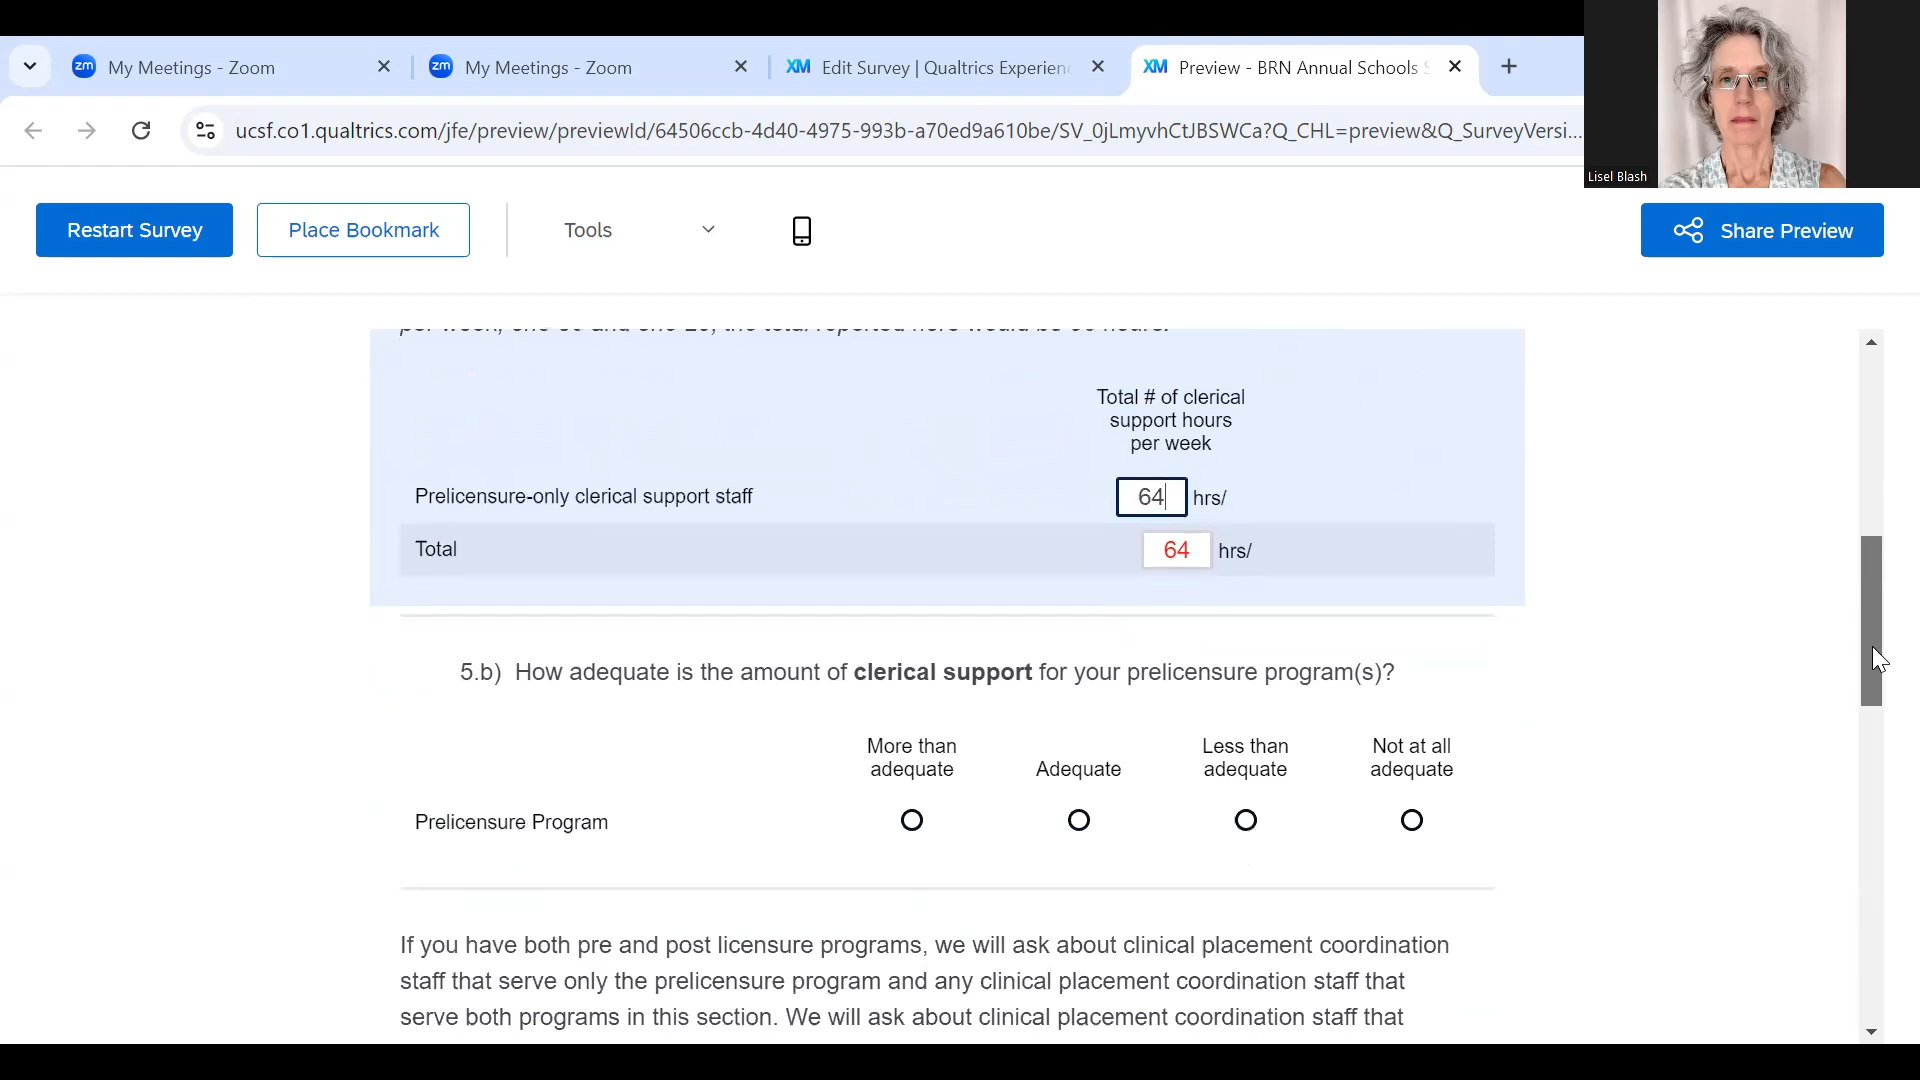 zm My Meetings - Zoom
zm My Meetings - Zoom
XM Edit Survey | Qualtrics Experien
XM Preview - BRN Annual Schools S
ucsf.co1.qualtrics.com/jfe/preview/previewId/64506ccb-4d40-4975-993b-a70ed9a610be/SV_0jLmyvhCtJBSWCa?Q_CHL=preview&Q_SurveyVersi...
Lisel Blash
Restart Survey
Place Bookmark
Tools
Share Preview
Total # of clerical
support hours
per week
Prelicensure-only clerical support staff 64 hrs/
Total 64 hrs/
5.b) How adequate is the amount of clerical support for your prelicensure program(s)?
More than
adequate
Adequate
Less than
adequate
Not at all
adequate
Prelicensure Program
If you have both pre and post licensure programs, we will ask about clinical placement coordination
staff that serve only the prelicensure program and any clinical placement coordination staff that
serve both programs in this section. We will ask about clinical placement coordination staff that